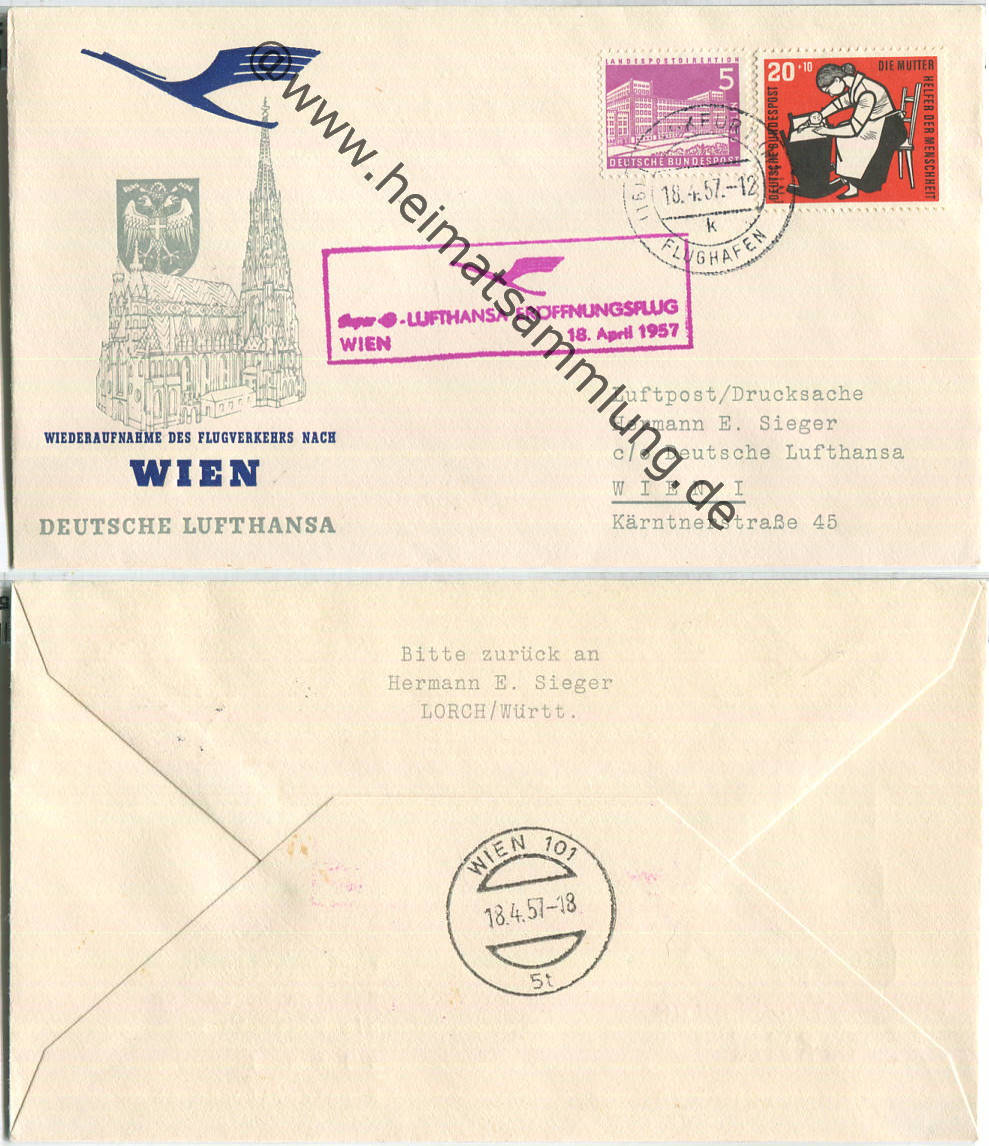 @www.heimatsammlung.de
LANDESPOSTDIREKTION
5
DEUTSCHE BUNDESPOST
20+10
DIE MUTTER
HELFER DER MENSCHHEIT
DEUTSCHE BUNDESPOST
18.4.57.-12
k
FLUGHAFEN
Super-G-LUFTHANSA-ERÖFFNUNGSFLUG
WIEN 18. April 1957
WIEDERAUFNAHME DES FLUGVERKEHRS NACH
WIEN
DEUTSCHE LUFTHANSA
Luftpost/Drucksache
Hermann E. Sieger
c/o Deutsche Lufthansa
WIEN I
Kärntnerstraße 45
Bitte zurück an
Hermann E. Sieger
LORCH/Württ.
WIEN 101
18.4.57-18
5t